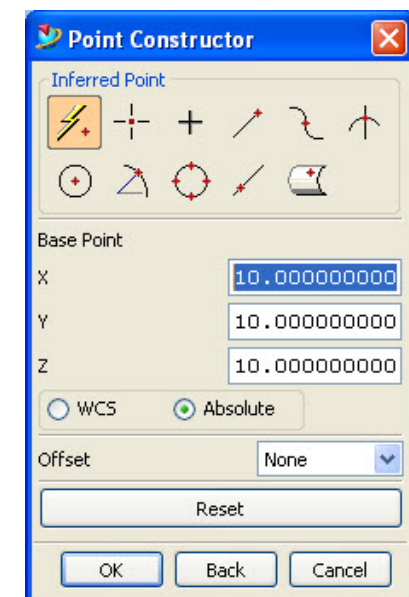 Point Constructor
Inferred Point
Base Point
X 10.000000000
Y 10.000000000
Z 10.000000000
WCS Absolute
Offset None
Reset
OK Back Cancel